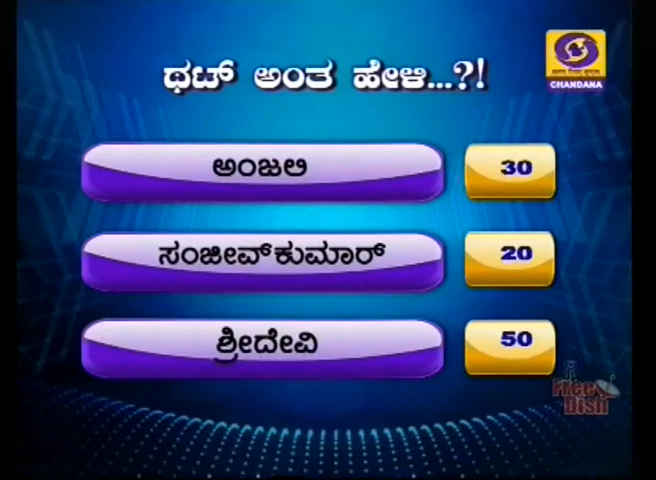 ಥಟ್ ಅಂತ ಹೇಳಿ...?!
CHANDANA
ಅಂಜಲಿ 30
ಸಂಜೀವ್‌ಕುಮಾರ್ 20
ಶ್ರೀದೇವಿ 50
Free
Dish